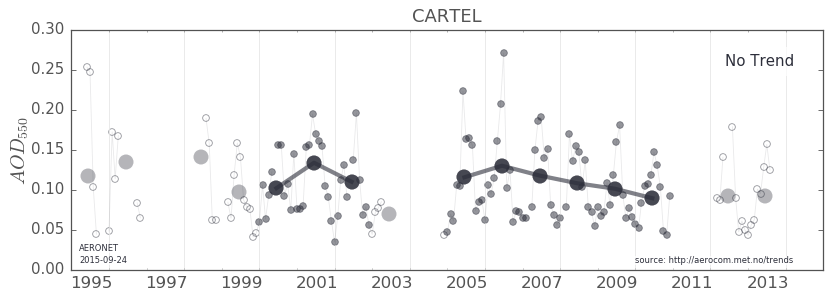 CARTEL
0.30
0.25
0.20
0.15
0.10
0.05
0.00
AOD550
No Trend
AERONET
2015-09-24
source: http://aerocom.met.no/trends
1995 1997 1999 2001 2003 2005 2007 2009 2011 2013